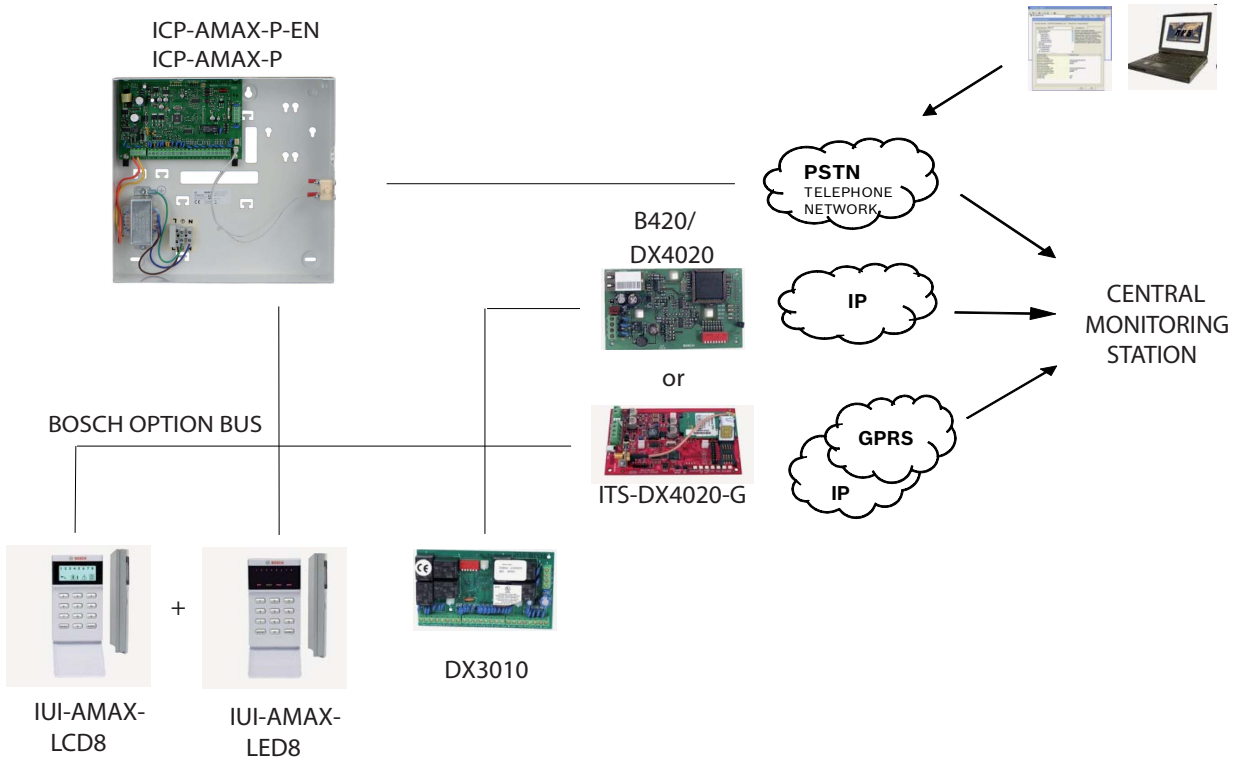 ICP-AMAX-P-EN
ICP-AMAX-P
PSTN
TELEPHONE
NETWORK
B420/
DX4020
IP
CENTRAL
MONITORING
STATION
or
BOSCH OPTION BUS
GPRS
IP
ITS-DX4020-G
+
DX3010
IUI-AMAX-
LCD8
IUI-AMAX-
LED8